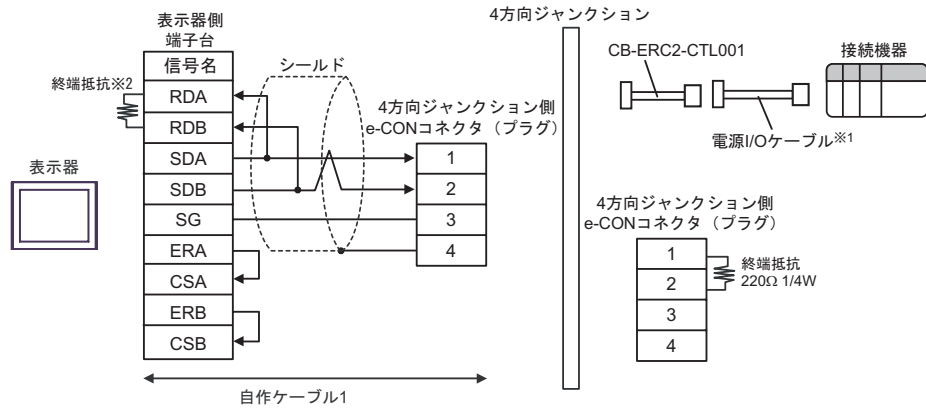 4方向ジャンクション
表示器側
端子台
信号名
RDA
RDB
SDA
SDB
SG
ERA
CSA
ERB
CSB
終端抵抗※2
シールド
表示器
4方向ジャンクション側
e-CONコネクタ（プラグ）
1
2
3
4
自作ケーブル1
CB-ERC2-CTL001
接続機器
電源I/Oケーブル※1
4方向ジャンクション側
e-CONコネクタ（プラグ）
1
2
3
4
終端抵抗
220Ω 1/4W